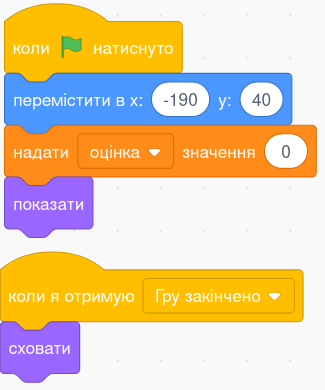 коли натиснуто
перемістити в x: -190 y: 40
надати оцінка значення 0
показати
коли я отримую Гру закінчено
сховати